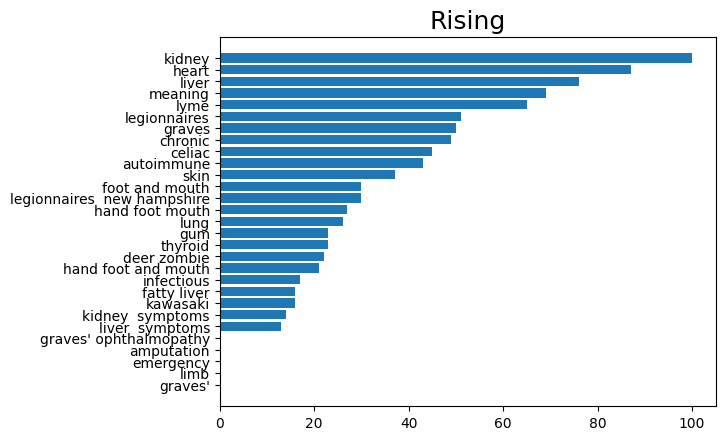 Rising
kidney
heart
liver
meaning
lyme
legionnaires
graves
chronic
celiac
autoimmune
skin
foot and mouth
legionnaires  new hampshire
hand foot mouth
lung
gum
thyroid
deer zombie
hand foot and mouth
infectious
fatty liver
kawasaki
kidney  symptoms
liver  symptoms
graves' ophthalmopathy
amputation
emergency
limb
graves'
0 20 40 60 80 100